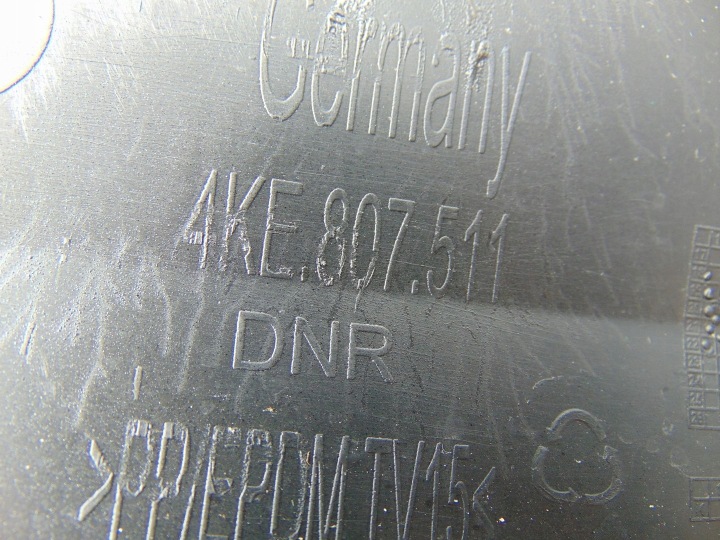 Germany
4KE.807.511
DNR
>PP/EPDM TV15<